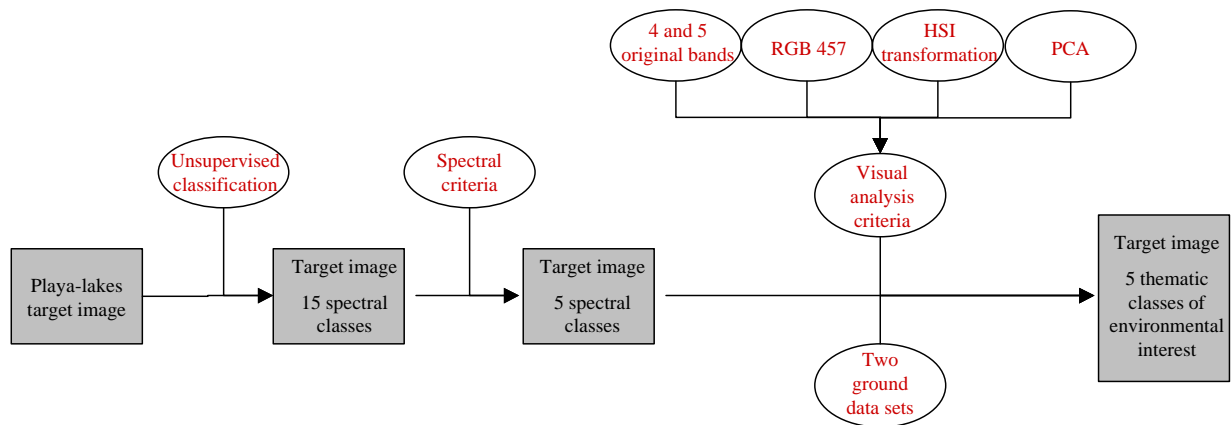 4 and 5
original bands
RGB 457
HSI
transformation
PCA
Unsupervised
classification
Spectral
criteria
Visual
analysis
criteria
Playa-lakes
target image
Target image
15 spectral
classes
Target image
5 spectral
classes
Target image
5 thematic
classes of
environmental
interest
Two
ground
data sets